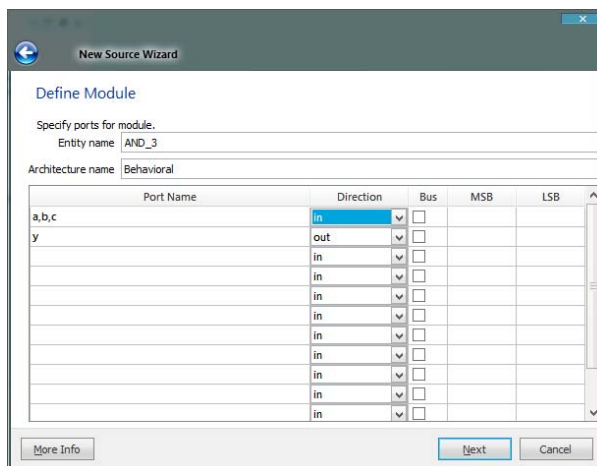 New Source Wizard
Define Module
Specify ports for module.
Entity name AND_3
Architecture name Behavioral
Port Name Direction Bus MSB LSB
a,b,c in
y out
in
in
in
in
in
in
in
in
in
More Info Next Cancel